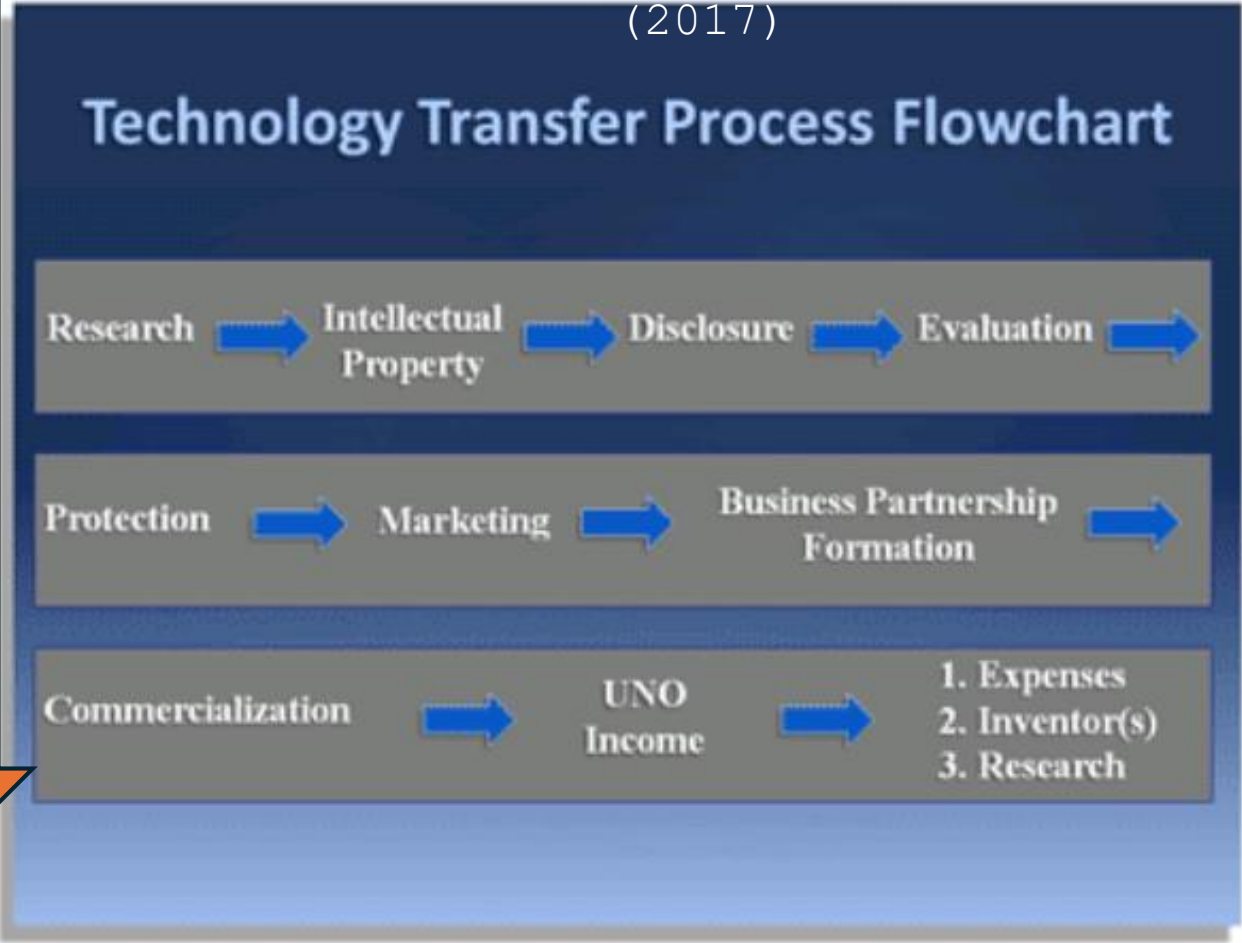 (2017)
Technology Transfer Process Flowchart
Research
Intellectual
Property
Disclosure
Evaluation
Protection
Marketing
Business Partnership
Formation
Commercialization
UNO
Income
1. Expenses
2. Inventor(s)
3. Research